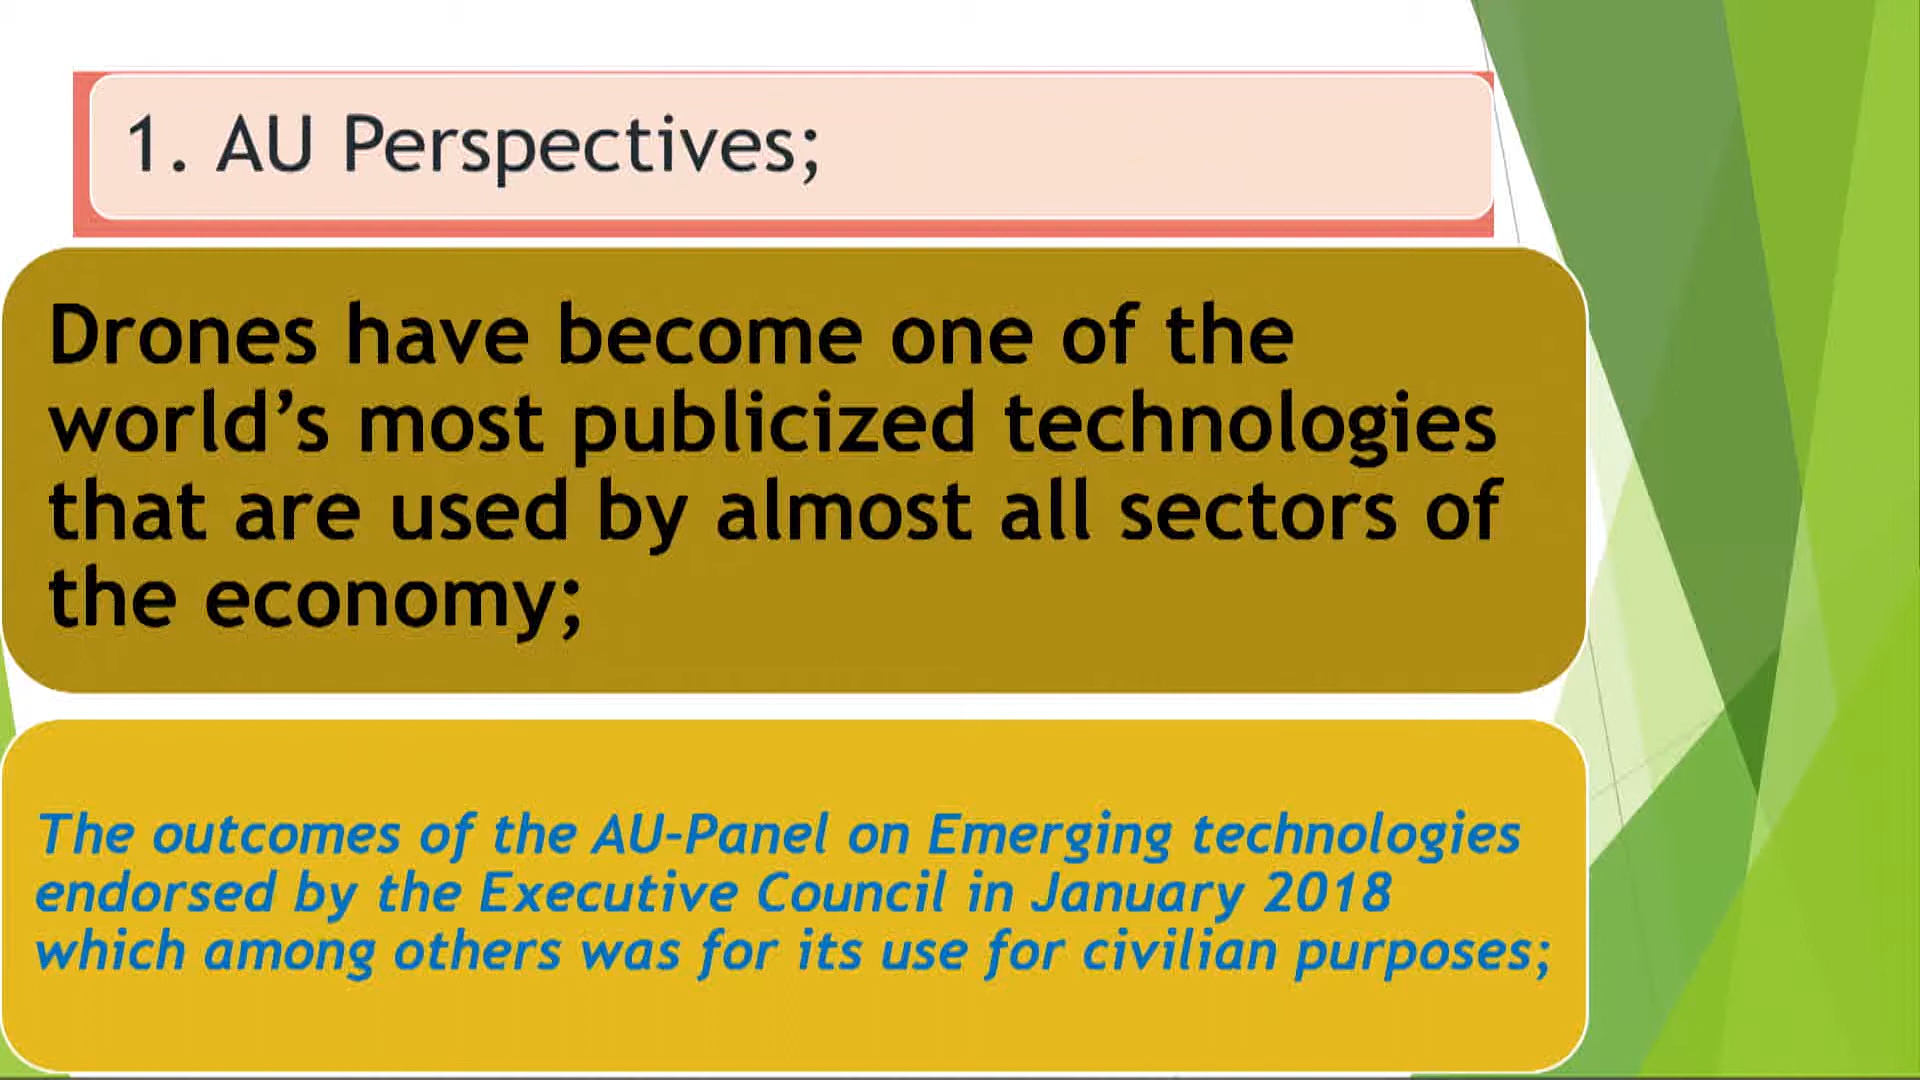 1. AU Perspectives;
Drones have become one of the
world’s most publicized technologies
that are used by almost all sectors of
the economy;
The outcomes of the AU-Panel on Emerging technologies
endorsed by the Executive Council in January 2018
which among others was for its use for civilian purposes;